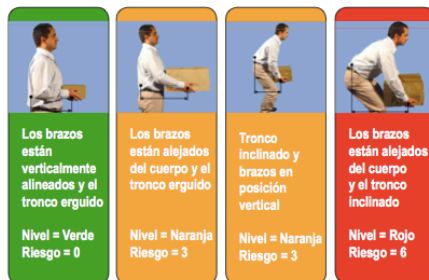 Los brazos
están
verticalmente
alineados y el
tronco erguido
Nivel = Verde
Riesgo = 0
Los brazos
están alejados
del cuerpo y el
tronco erguido
Nivel = Naranja
Riesgo = 3
Tronco
inclinado y
brazos en
posición
vertical
Nivel = Naranja
Riesgo = 3
Los brazos
están alejados
del cuerpo
y el tronco
inclinado
Nivel = Rojo
Riesgo = 6